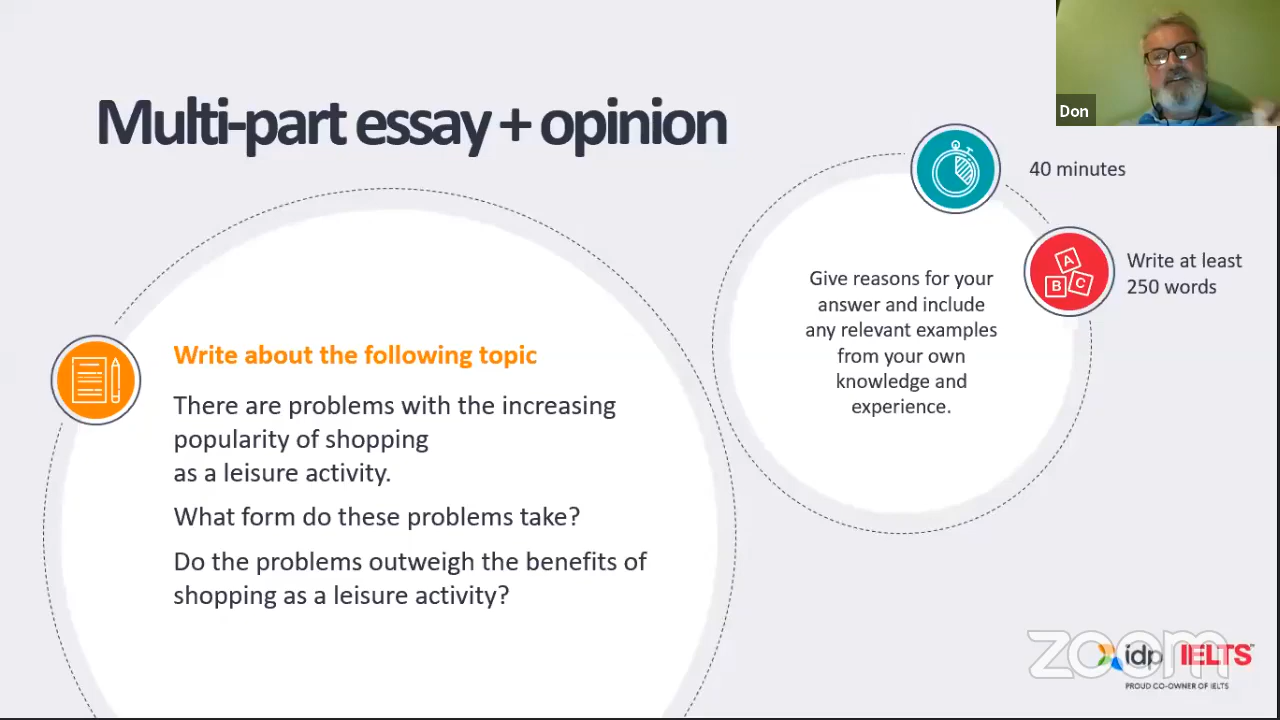 Multi-part essay + opinion
Don
40 minutes
Write at least
250 words
A
B C
Give reasons for your
answer and include
any relevant examples
from your own
knowledge and
experience.
Write about the following topic
There are problems with the increasing
popularity of shopping
as a leisure activity.
What form do these problems take?
Do the problems outweigh the benefits of
shopping as a leisure activity?
zoom
idp IELTS™
PROUD CO-OWNER OF IELTS